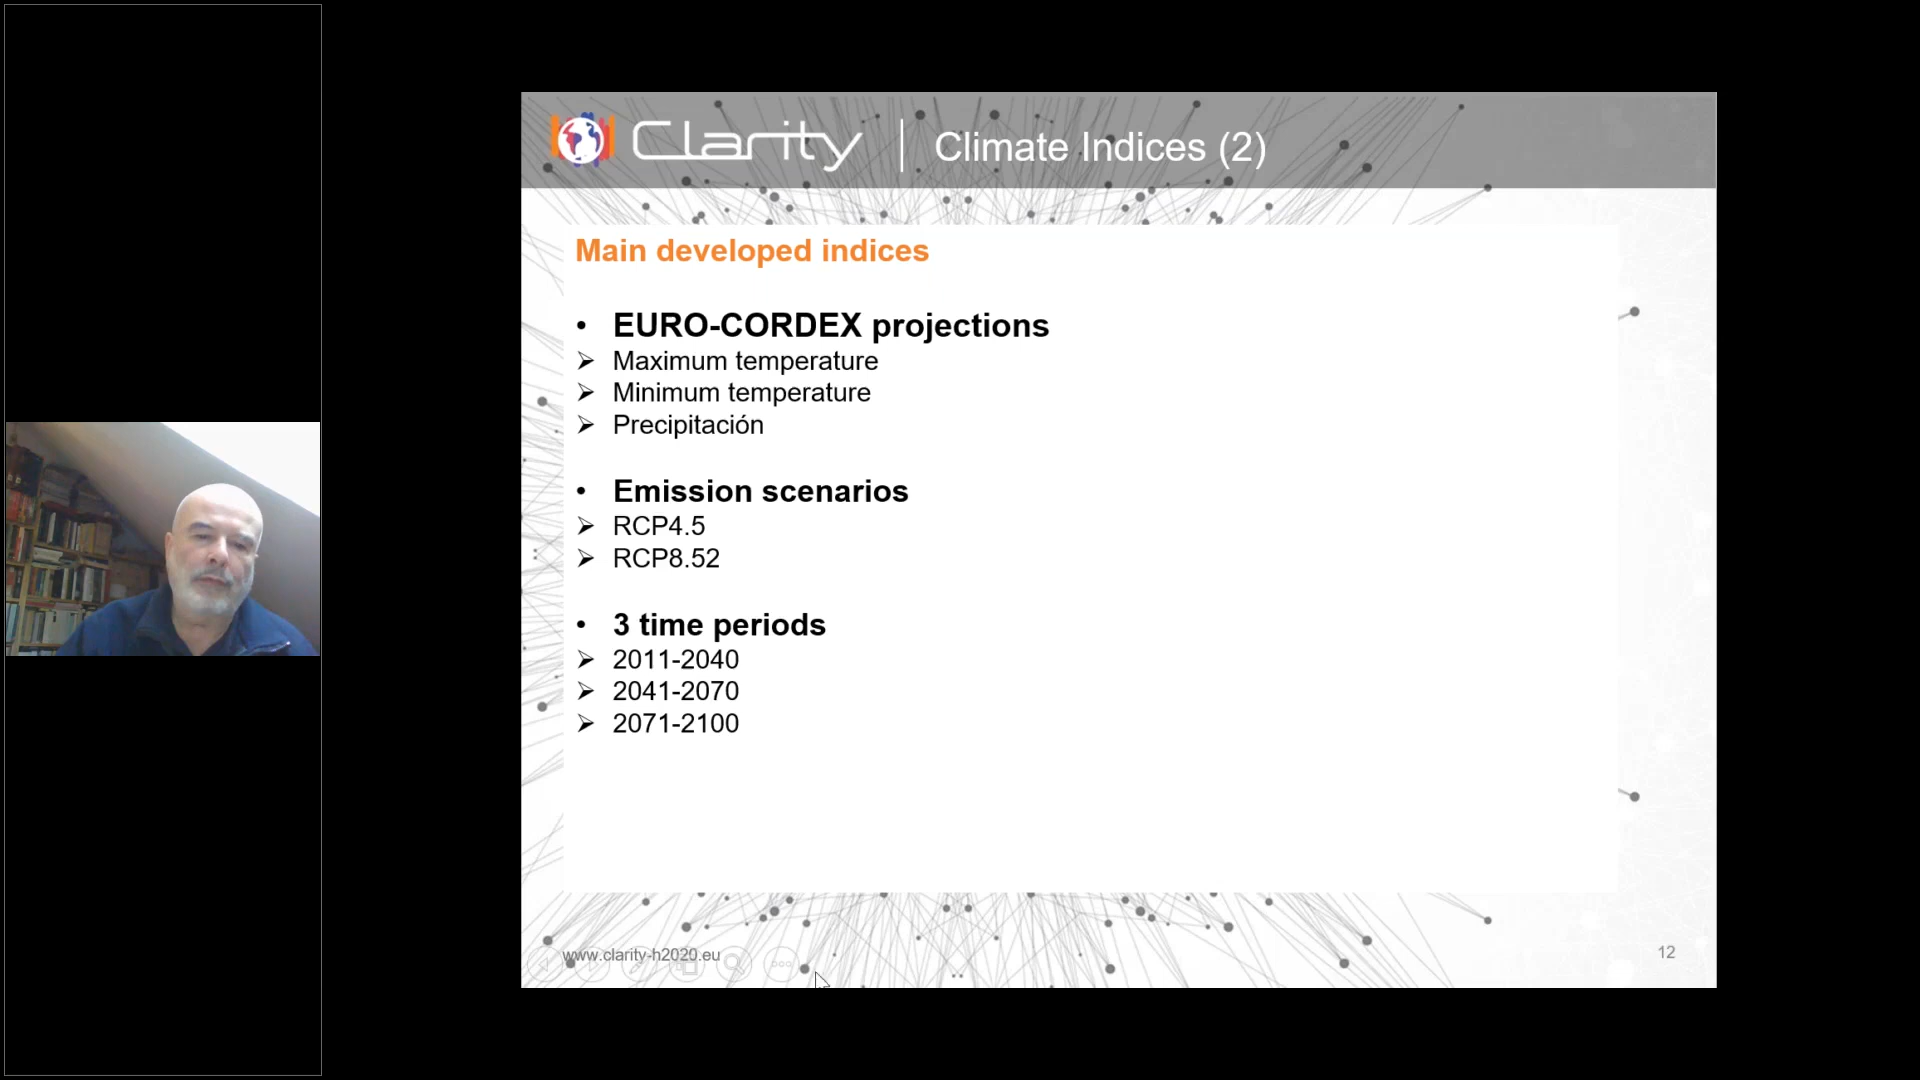 Clarity | Climate Indices (2)
Main developed indices
• EURO-CORDEX projections
➢ Maximum temperature
➢ Minimum temperature
➢ Precipitación
• Emission scenarios
➢ RCP4.5
➢ RCP8.52
• 3 time periods
➢ 2011-2040
➢ 2041-2070
➢ 2071-2100
www.clarity-h2020.eu
12